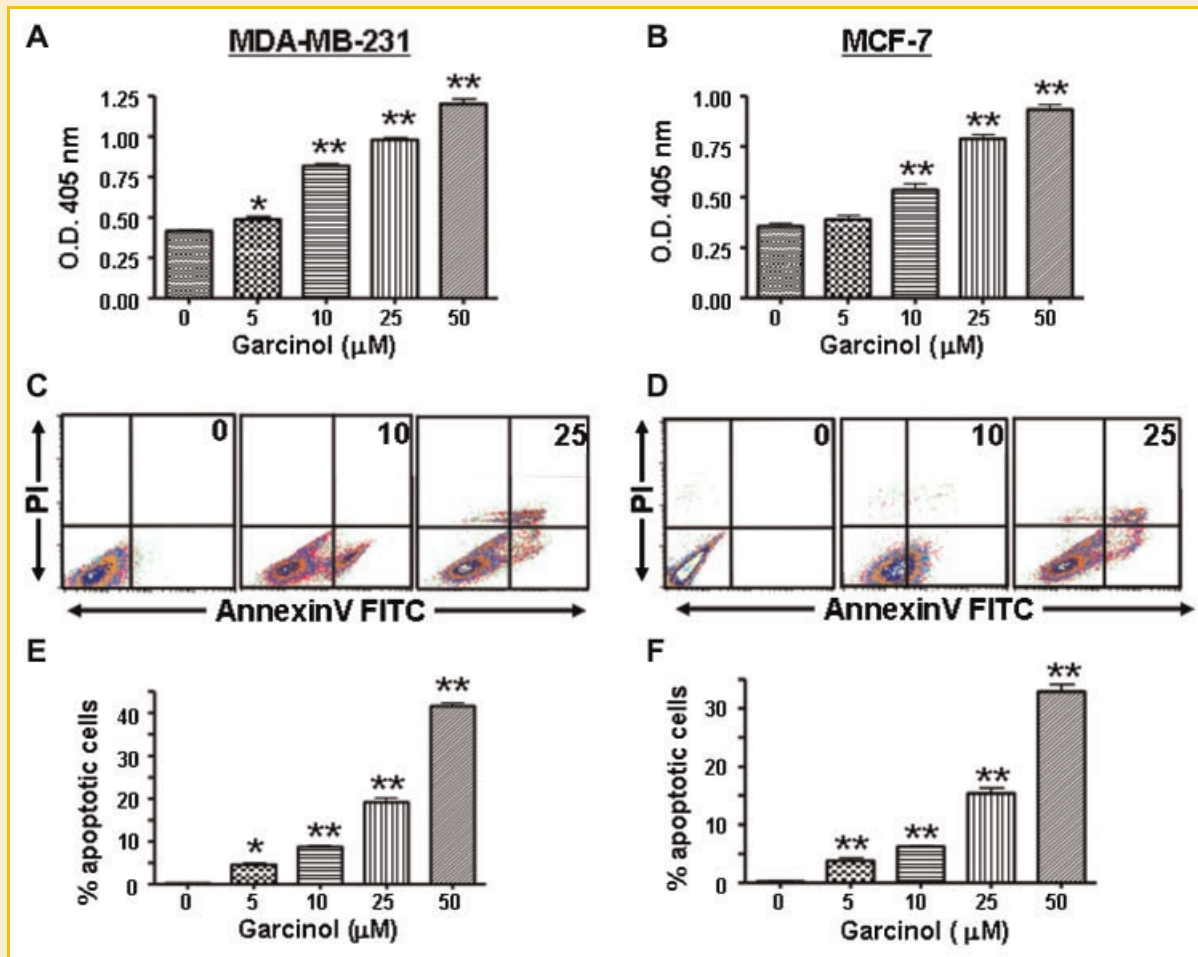 A
MDA-MB-231
O.D. 405 nm
1.25
1.00
0.75
0.50
0.25
0.00
*
**
**
**
0 5 10 25 50
Garcinol (μM)
B
MCF-7
O.D. 405 nm
1.00
0.75
0.50
0.25
0.00
**
**
**
0 5 10 25 50
Garcinol (μM)
C
PI
0
10
25
AnnexinV FITC
D
PI
0
10
25
AnnexinV FITC
E
% apoptotic cells
40
30
20
10
0
*
**
**
**
0 5 10 25 50
Garcinol (μM)
F
% apoptotic cells
30
20
10
0
**
**
**
**
0 5 10 25 50
Garcinol ( μM)